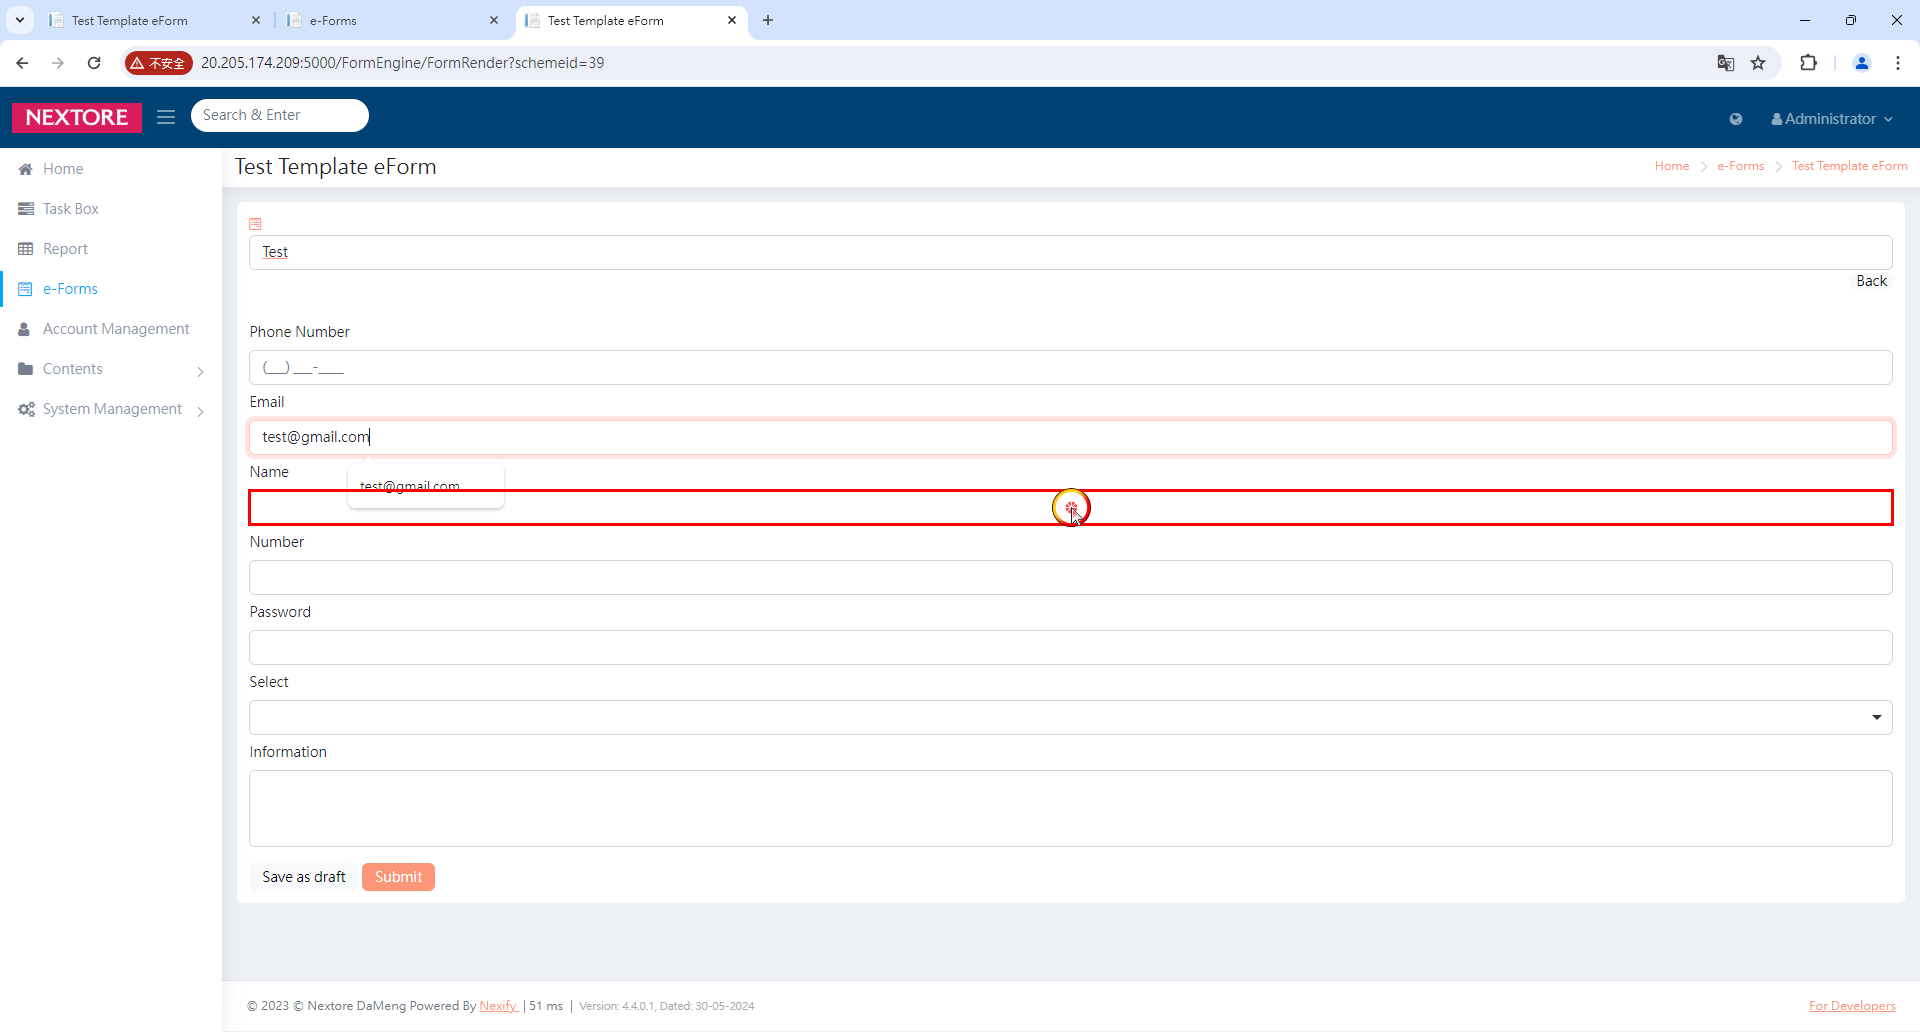 Test Template eForm
e-Forms
Test Template eForm
不安全
20.205.174.209:5000/FormEngine/FormRender?schemeid=39
NEXTORE
Search & Enter
Administrator
Home
Task Box
Report
e-Forms
Account Management
Contents
System Management
Test Template eForm
Home
e-Forms
Test Template eForm
Test
Back
Phone Number
(___) ___-____
Email
test@gmail.com
Name
test@gmail.com
Number
Password
Select
Information
Save as draft
Submit
© 2023 © Nextore DaMeng Powered By Nexify | 51 ms | Version: 4.4.0.1, Dated: 30-05-2024
For Developers